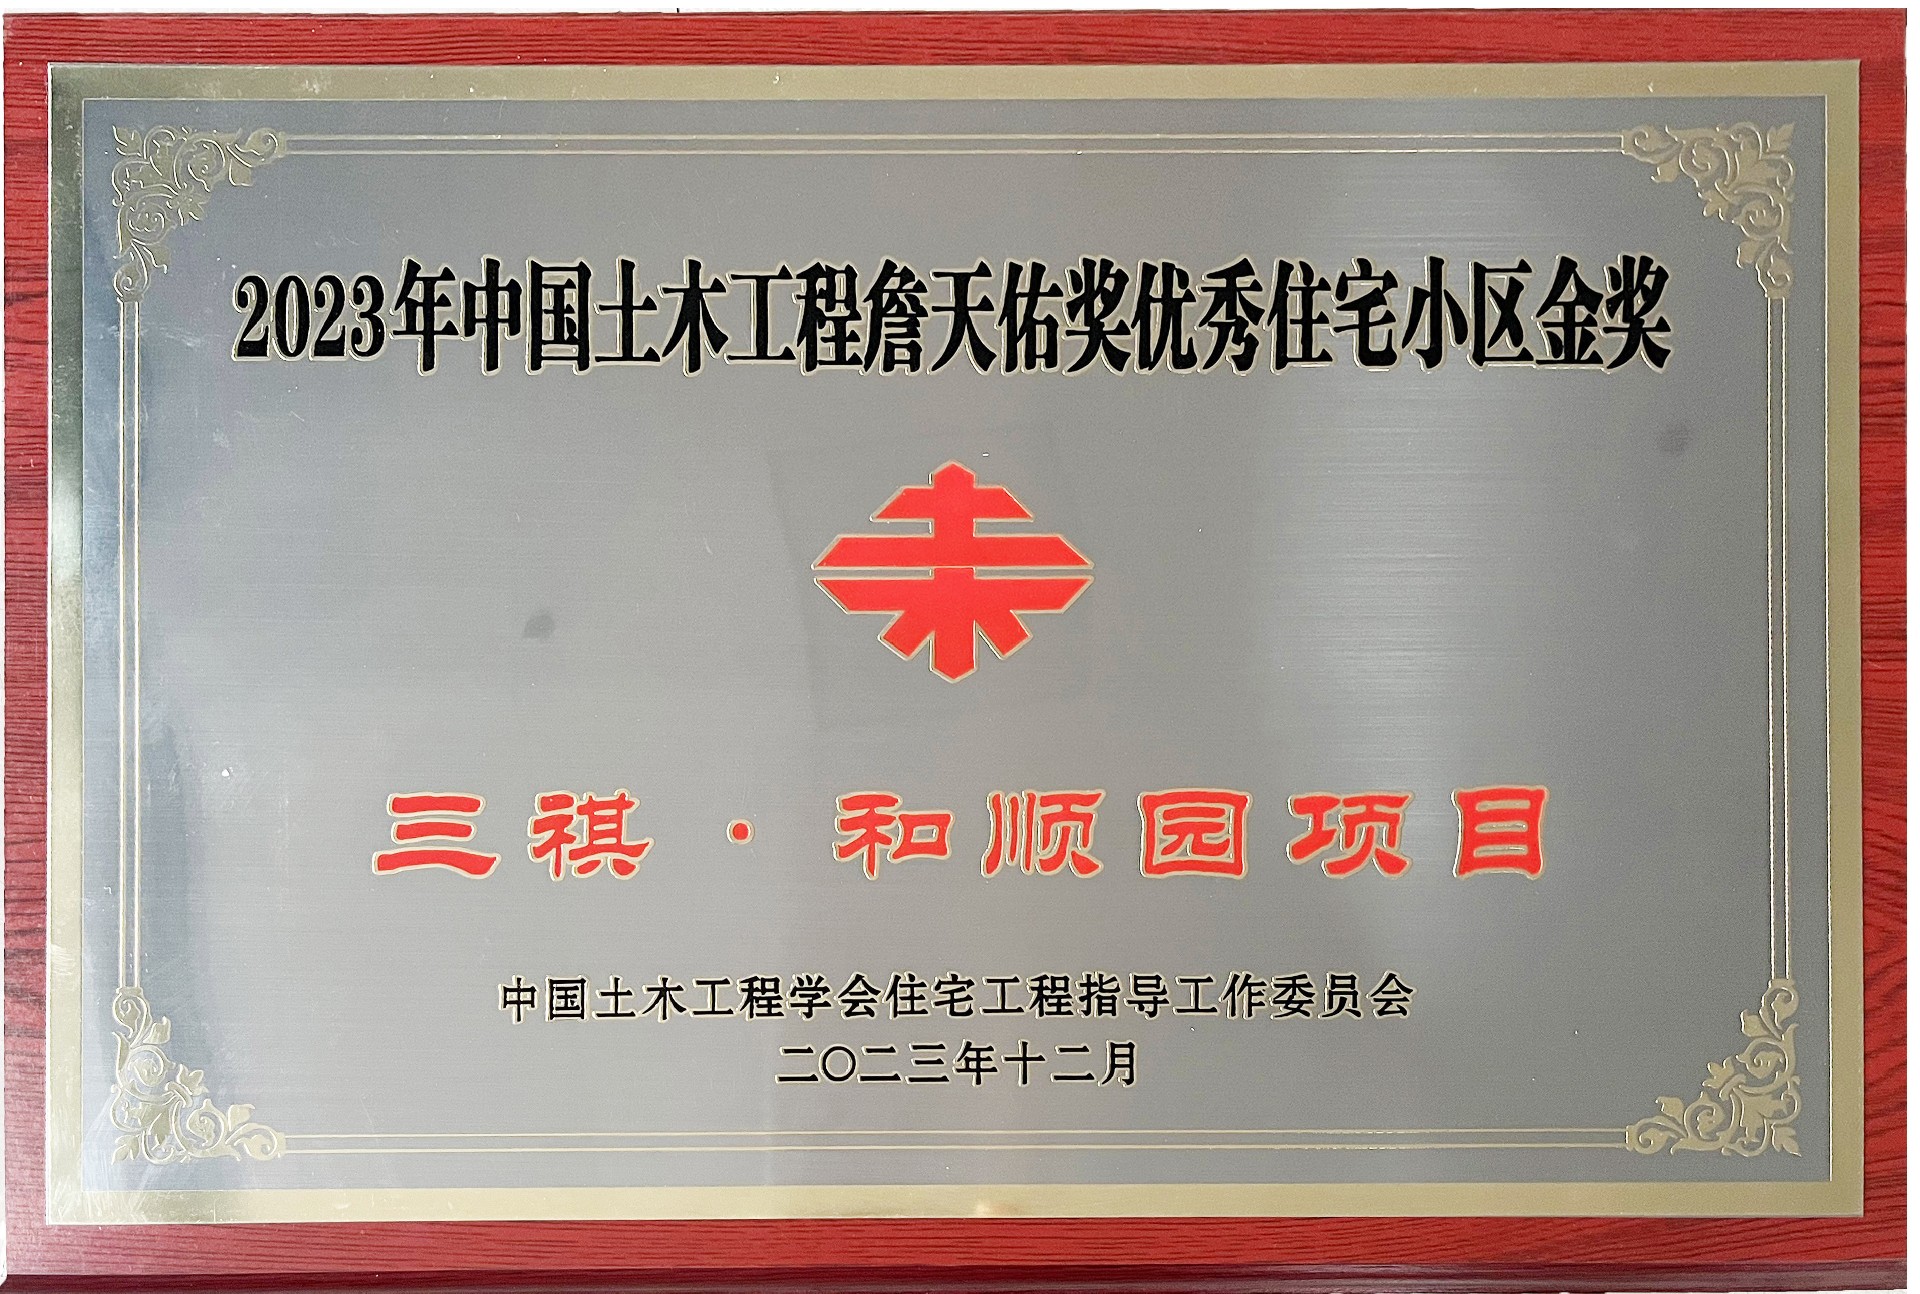 2023年中国土木工程詹天佑奖优秀住宅小区金奖
三祺·和顺园项目
中国土木工程学会住宅工程指导工作委员会
二〇二三年十二月